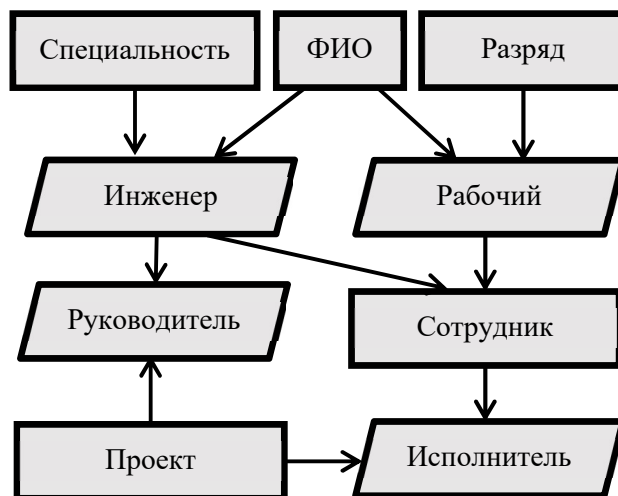 Специальность
ФИО
Разряд
Инженер
Рабочий
Руководитель
Сотрудник
Проект
Исполнитель